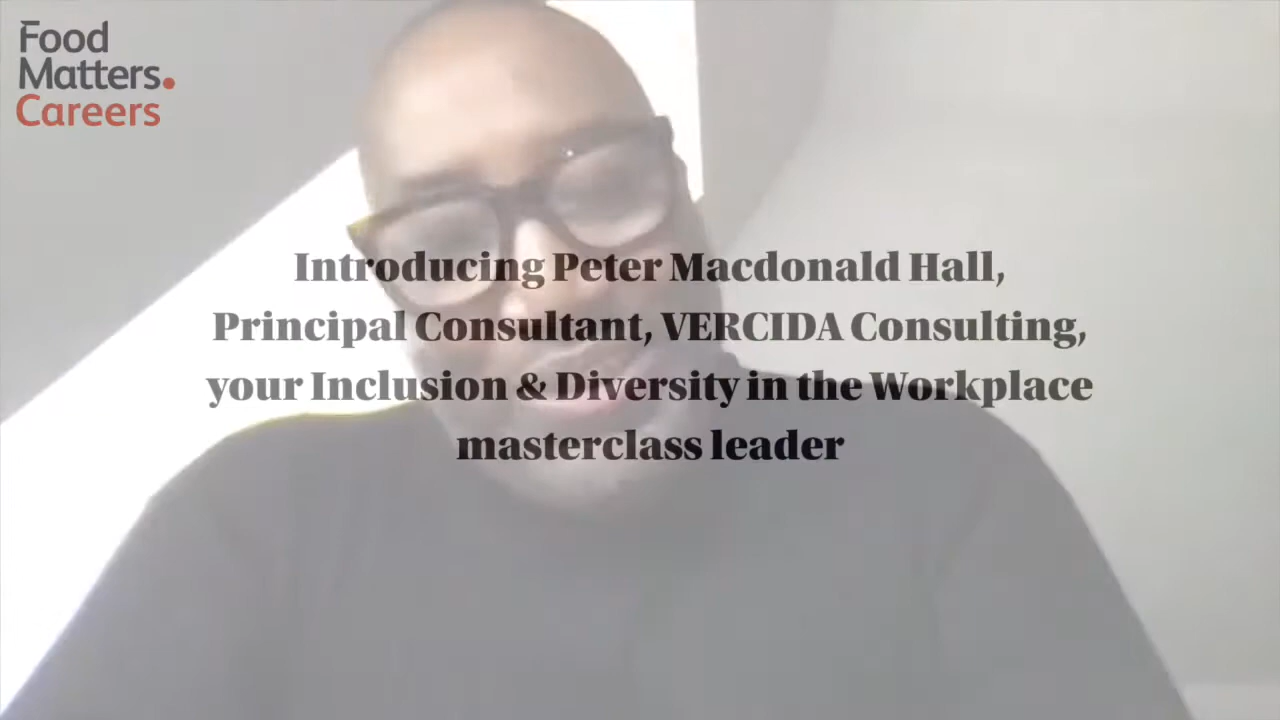 Food
Matters.
Careers
Introducing Peter Macdonald Hall,
Principal Consultant, VERCIDA Consulting,
your Inclusion & Diversity in the Workplace
masterclass leader